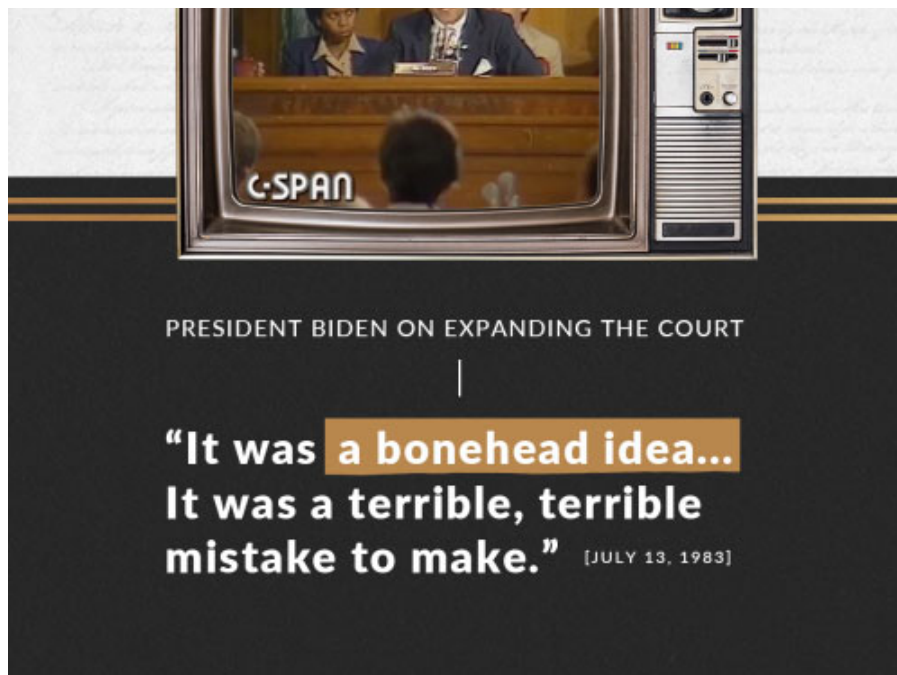 C-SPAN
PRESIDENT BIDEN ON EXPANDING THE COURT
“It was a bonehead idea...
It was a terrible, terrible
mistake to make.” [JULY 13, 1983]